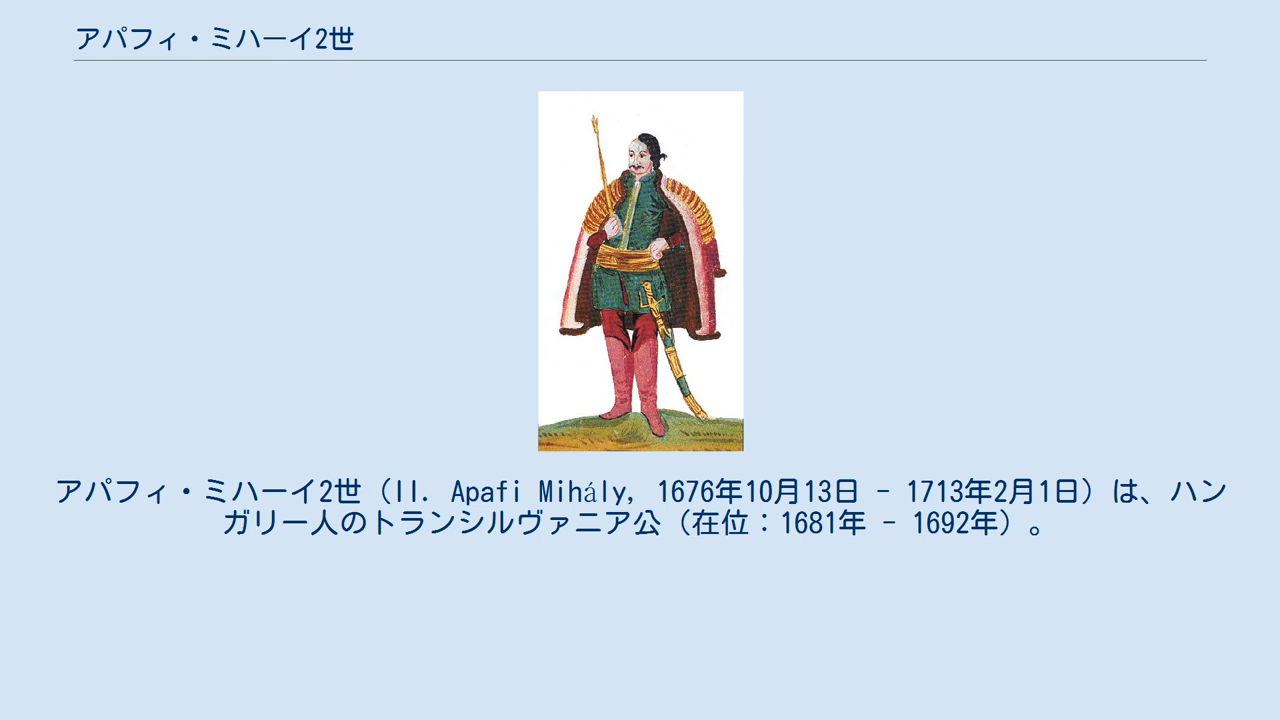 アパフィ・ミハーイ2世
アパフィ・ミハーイ2世（II. Apafi Mihály, 1676年10月13日 - 1713年2月1日）は、ハン
ガリー人のトランシルヴァニア公（在位：1681年 - 1692年）。